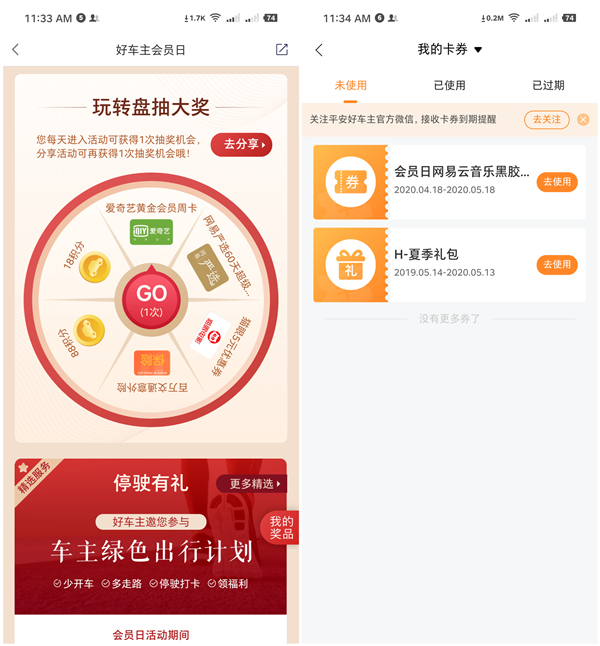 11:33 AM 5
1.7K 74
好车主会员日
玩转盘抽大奖
您每天进入活动可获得1次抽奖机会，
分享活动可再获得1次抽奖机会哦！
去分享
爱奇艺黄金会员周卡
QIY 爱奇艺
网易严选60天超级...
严选
猫眼5元优惠券
百万交通意外险
保险
88积分
18积分
GO
(1次)
精选服务
停驶有礼
更多精选
好车主邀您参与
车主绿色出行计划
少开车 多走路 停驶打卡 领福利
我的
奖品
会员日活动期间
11:34 AM 6
0.2M 74
我的卡券
未使用 已使用 已过期
关注平安好车主官方微信，接收卡券到期提醒
去关注
券
会员日网易云音乐黑胶...
2020.04.18-2020.05.18
去使用
礼
H-夏季礼包
2019.05.14-2020.05.13
去使用
没有更多券了